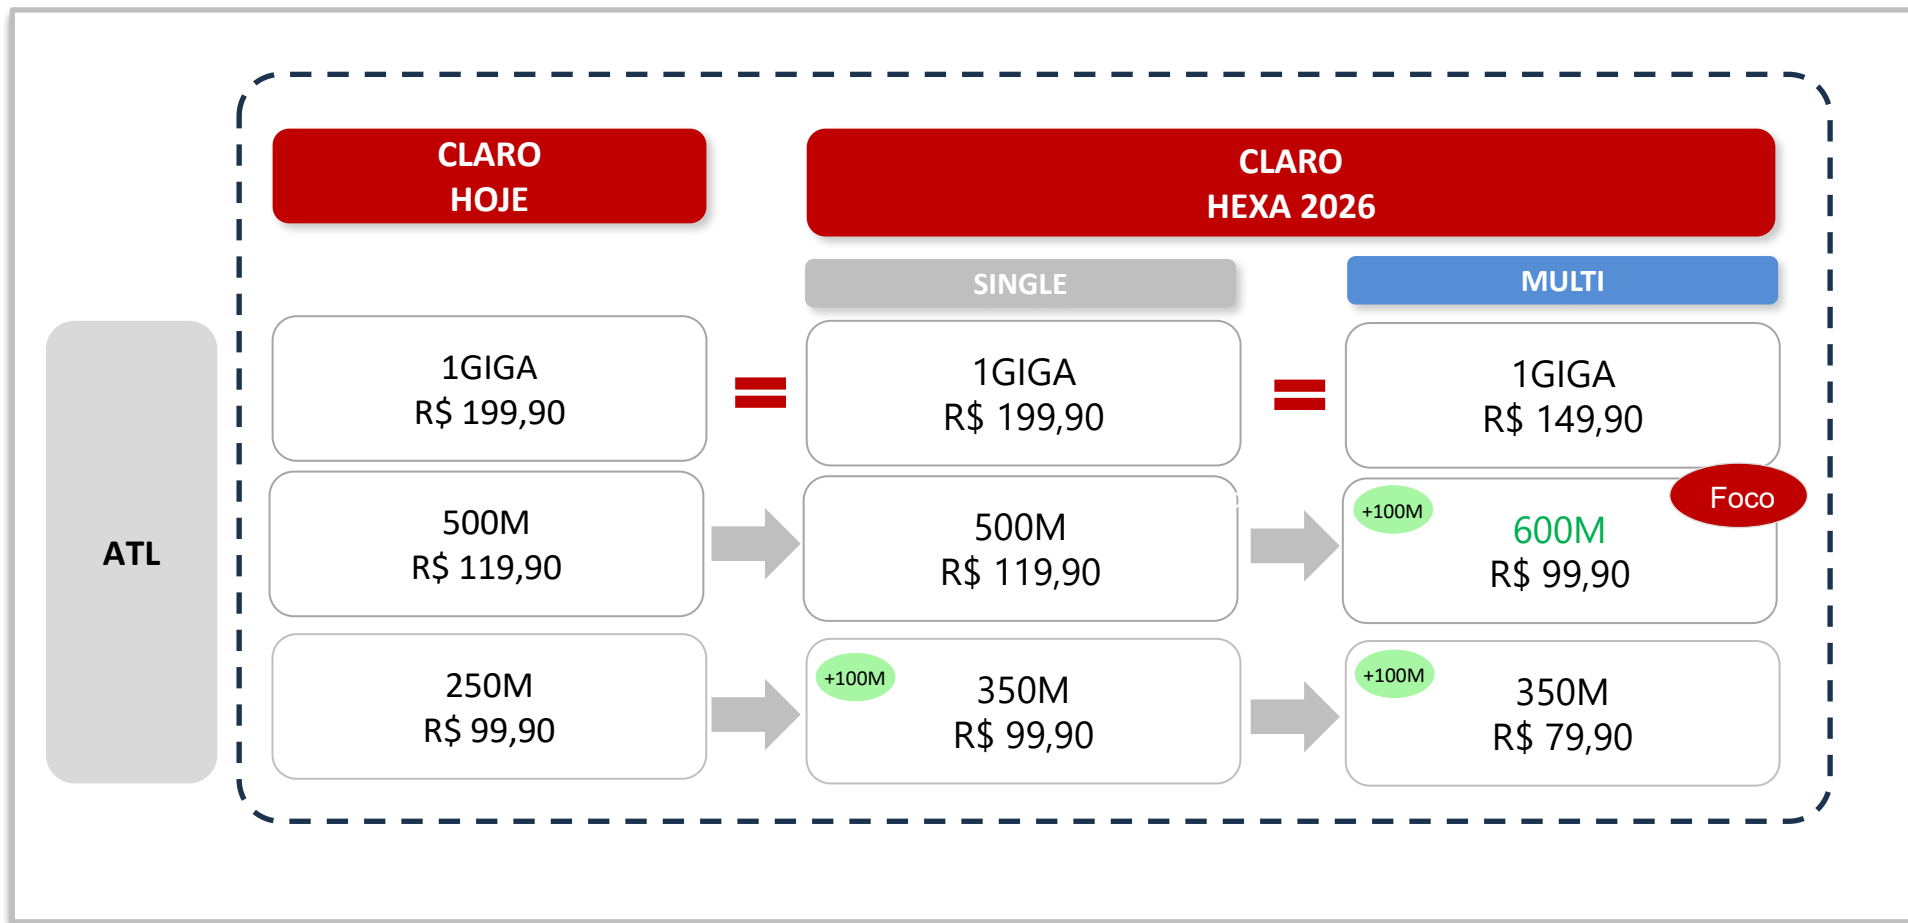 CLARO
HOJE
CLARO
HEXA 2026
SINGLE
MULTI
ATL
1GIGA
R$ 199,90
=
1GIGA
R$ 199,90
=
1GIGA
R$ 149,90
500M
R$ 119,90
500M
R$ 119,90
+100M
600M
R$ 99,90
Foco
250M
R$ 99,90
+100M
350M
R$ 99,90
+100M
350M
R$ 79,90